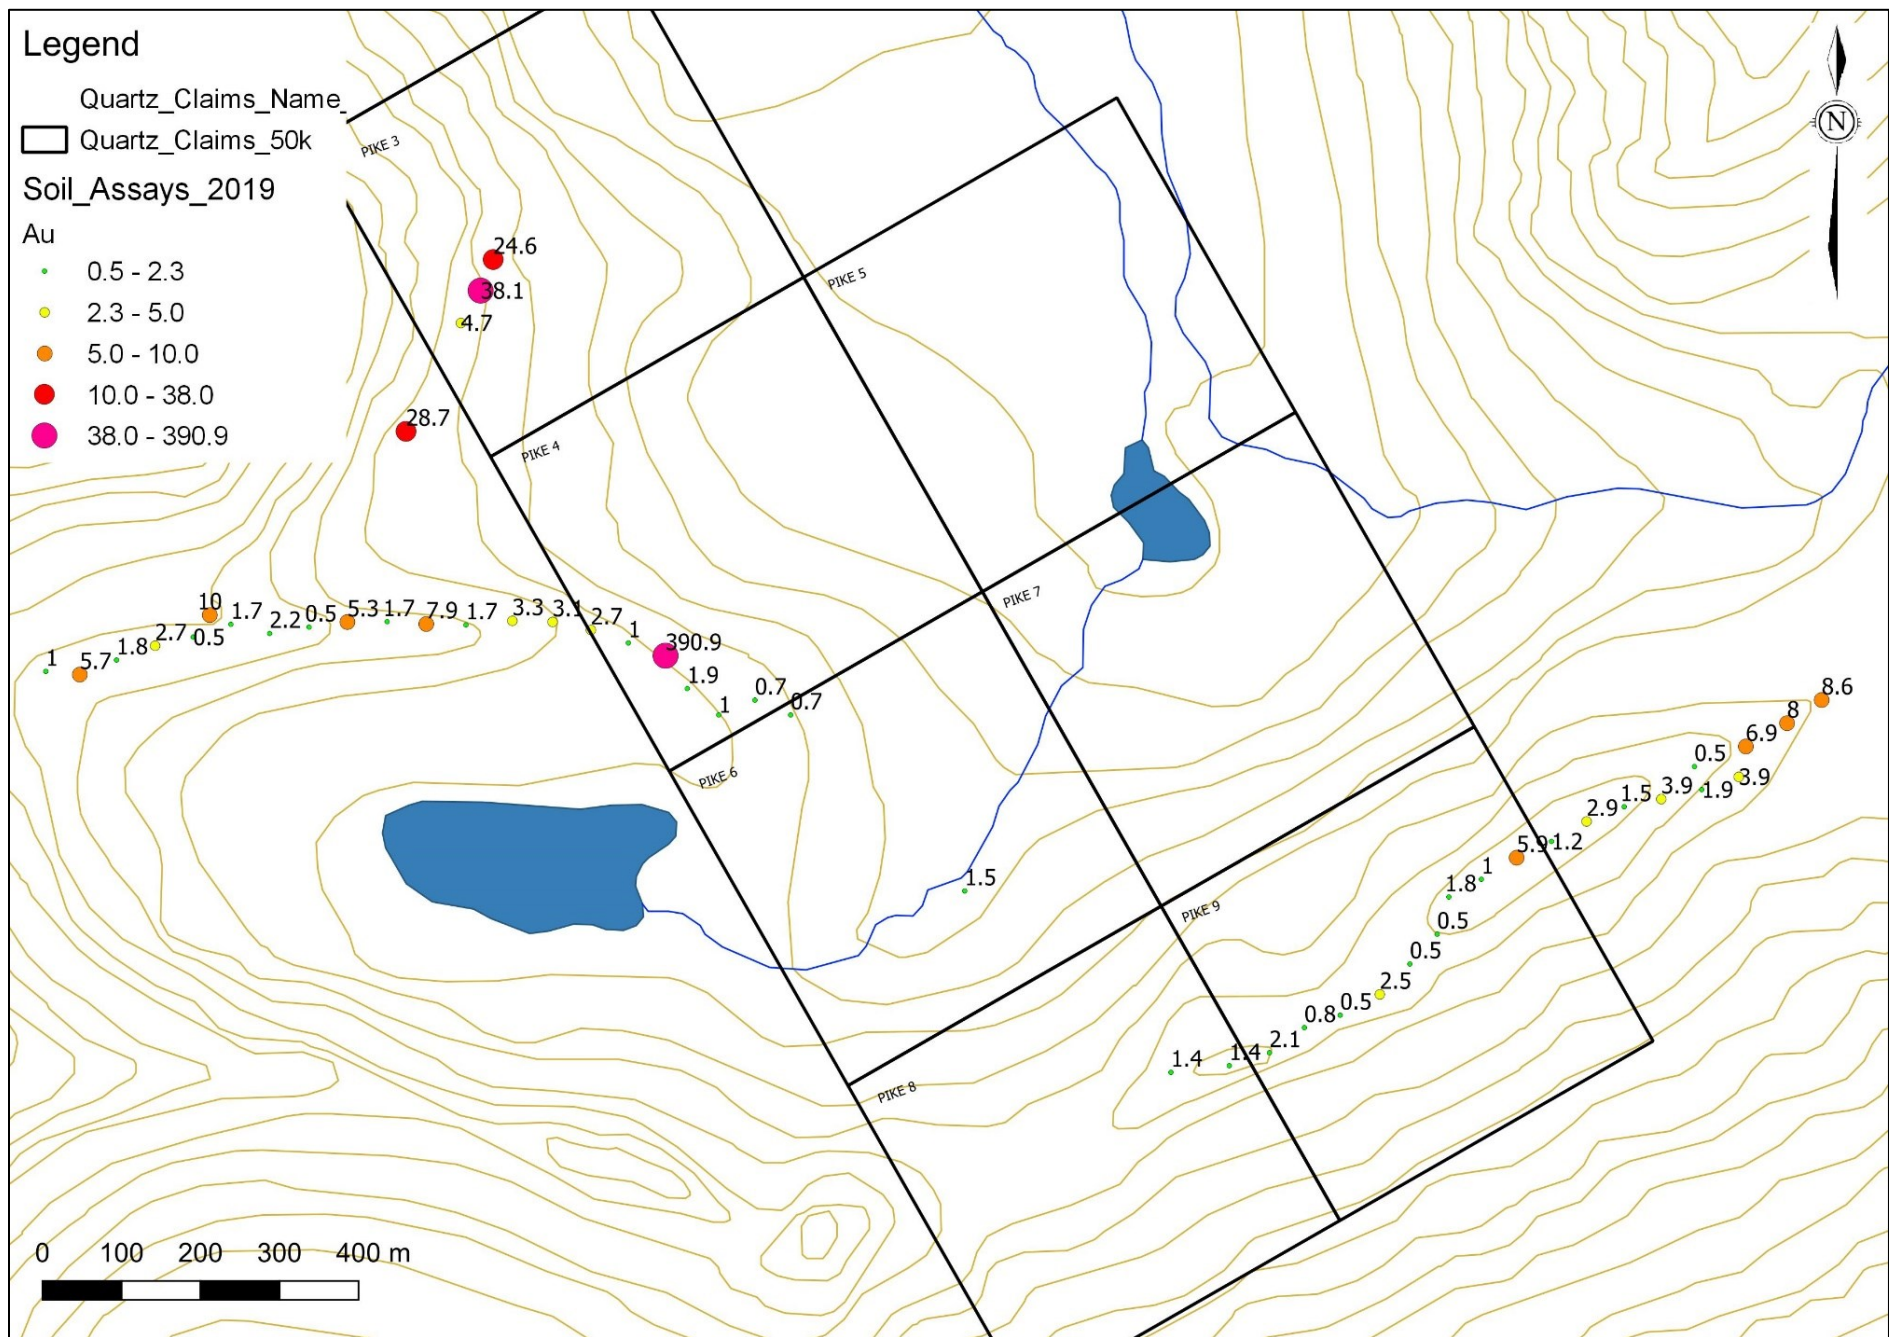 Legend
Quartz_Claims_Name_
Quartz_Claims_50k
Soil_Assays_2019
Au
0.5 - 2.3
2.3 - 5.0
5.0 - 10.0
10.0 - 38.0
38.0 - 390.9
N
PIKE 3
24.6
38.1
4.7
28.7
PIKE 4
PIKE 5
PIKE 7
10
1.7
2.2
0.5
5.3
1.7
7.9
1.7
3.3
3.1
2.7
1
390.9
1
5.7
1.8
2.7
0.5
1.9
1
0.7
0.7
PIKE 6
8.6
8
6.9
0.5
3.9
1.9
3.9
1.5
2.9
1.2
5.9
1
1.8
0.5
0.5
2.5
0.5
0.8
2.1
1.4
1.4
1.5
PIKE 9
PIKE 8
0 100 200 300 400 m